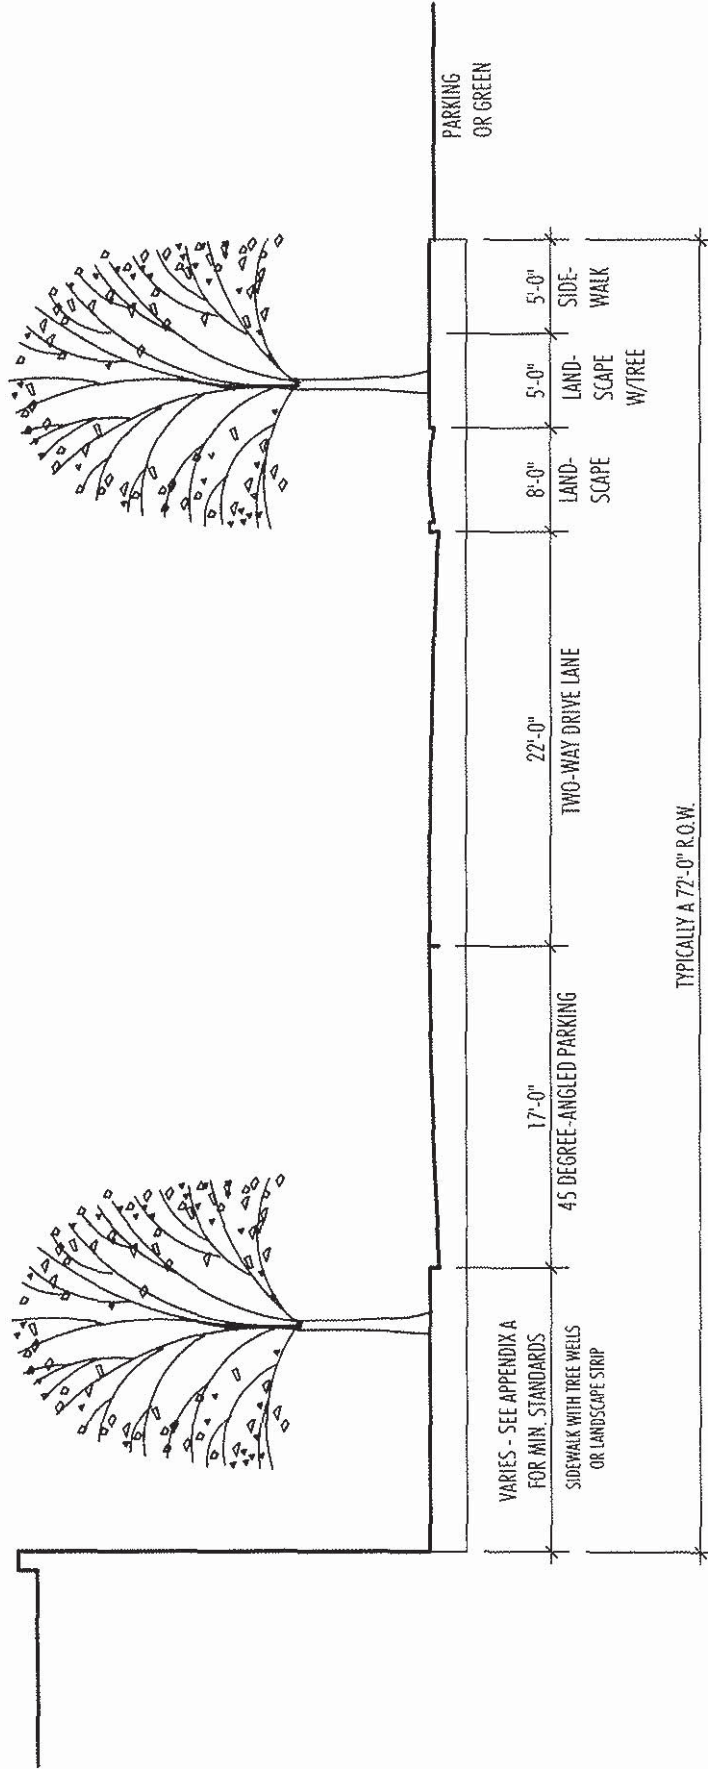 VARIES - SEE APPENDIX A
FOR MIN. STANDARDS
SIDEWALK WITH TREE WELLS
OR LANDSCAPE STRIP
17'-0"
45 DEGREE-ANGLED PARKING
22'-0"
TWO-WAY DRIVE LANE
8'-0"
LAND-
SCAPE
5'-0"
LAND-
SCAPE
W/TREE
5'-0"
SIDE-
WALK
PARKING
OR GREEN
TYPICALLY A 72'-0" R.O.W.